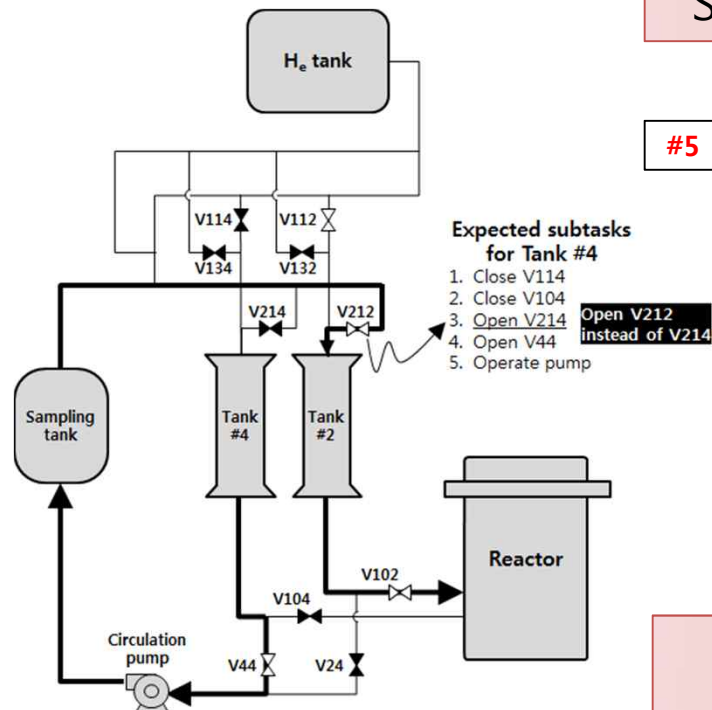 S
He tank
#5
V114
V112
V134
V132
Expected subtasks
for Tank #4
1. Close V114
2. Close V104
3. Open V214
4. Open V44
5. Operate pump
Open V212
instead of V214
V214
V212
Sampling
tank
Tank
#4
Tank
#2
Reactor
V102
V104
Circulation
pump
V44
V24